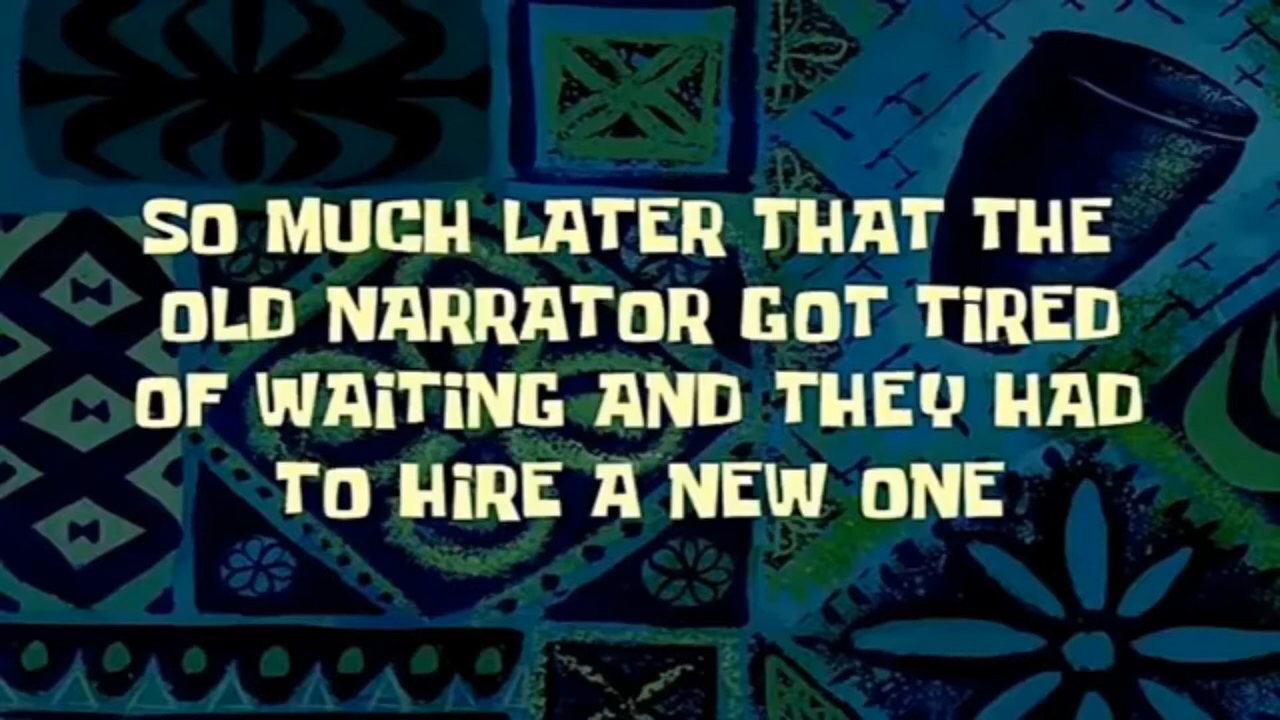 SO MUCH LATER THAT THE
OLD NARRATOR GOT TiRED
OF WAiTiNG AND THEY HAD
TO HiRE A NEW ONE